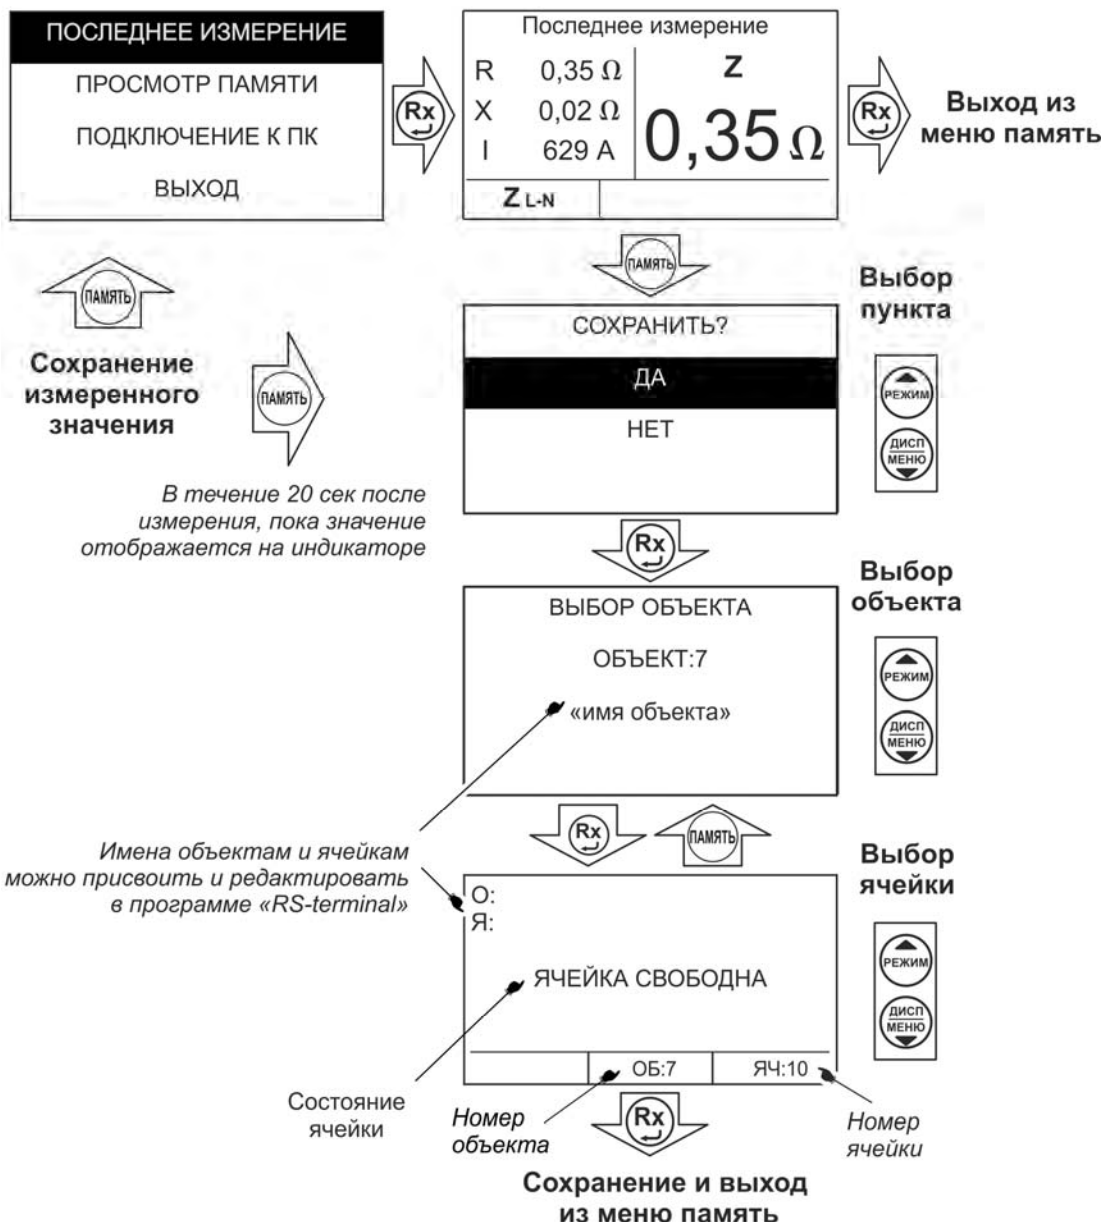 ПОСЛЕДНЕЕ ИЗМЕРЕНИЕ
ПРОСМОТР ПАМЯТИ
ПОДКЛЮЧЕНИЕ К ПК
ВЫХОД
Rx
Последнее измерение
R 0,35 Ω
X 0,02 Ω
I 629 А
Z
0,35 Ω
Z L-N
Rx
Выход из
меню память
ПАМЯТЬ
Сохранение
измеренного
значения
ПАМЯТЬ
В течение 20 сек после
измерения, пока значение
отображается на индикаторе
ПАМЯТЬ
СОХРАНИТЬ?
ДА
НЕТ
Выбор
пункта
РЕЖИМ
ДИСП
МЕНЮ
Rx
ВЫБОР ОБЪЕКТА
ОБЪЕКТ:7
«имя объекта»
Выбор
объекта
РЕЖИМ
ДИСП
МЕНЮ
Rx
ПАМЯТЬ
Имена объектам и ячейкам
можно присвоить и редактировать
в программе «RS-terminal»
О:
Я:
ЯЧЕЙКА СВОБОДНА
ОБ:7
ЯЧ:10
Выбор
ячейки
РЕЖИМ
ДИСП
МЕНЮ
Состояние
ячейки
Номер
объекта
Rx
Номер
ячейки
Сохранение и выход
из меню память